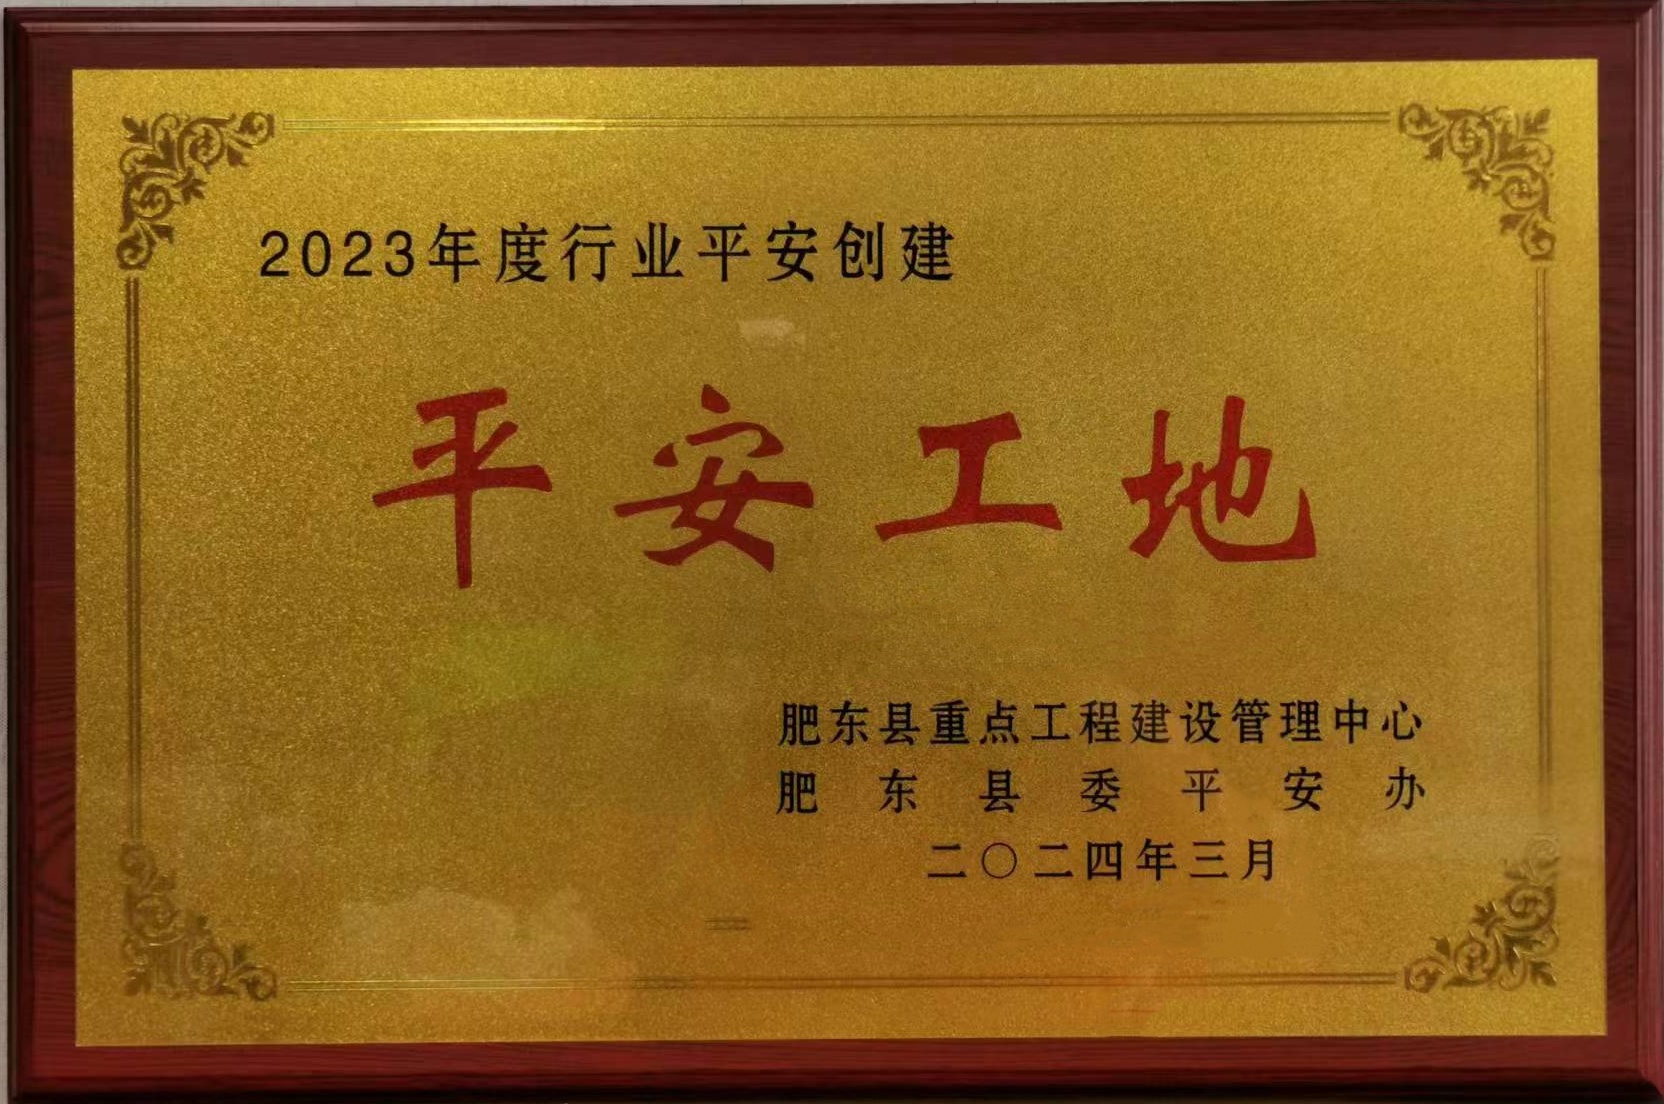 2023年度行业平安创建
平安工地
肥东县重点工程建设管理中心
肥东县委平安办
二〇二四年三月